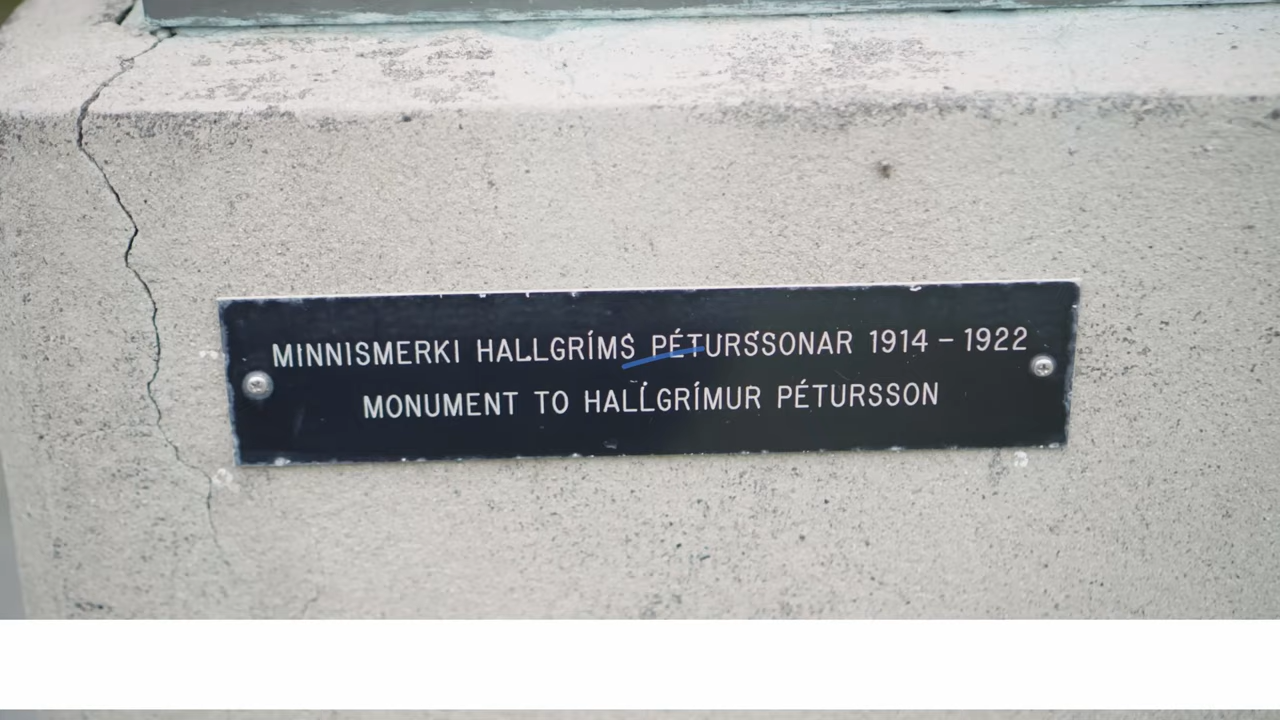 MINNISMERKI HALLGRÍMS PÉTURSSONAR 1914 – 1922
MONUMENT TO HALLGRÍMUR PÉTURSSON